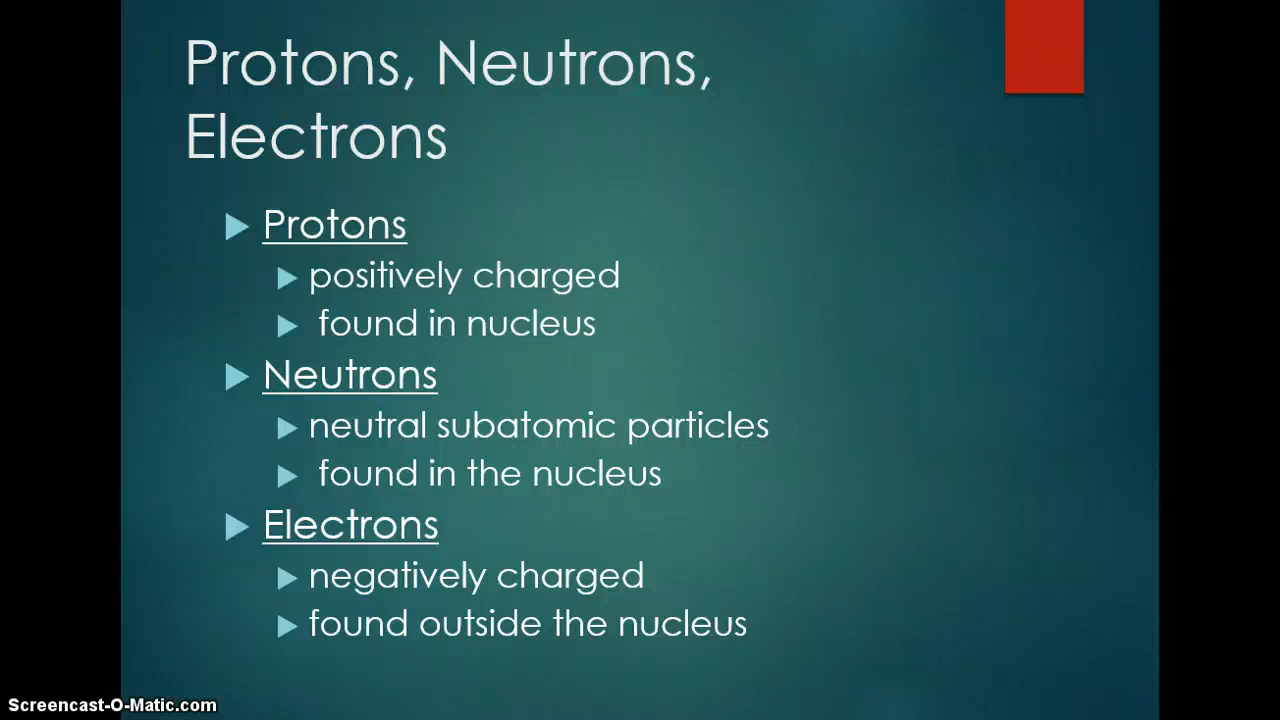 Protons, Neutrons,
Electrons
Protons
positively charged
found in nucleus
Neutrons
neutral subatomic particles
found in the nucleus
Electrons
negatively charged
found outside the nucleus
Screencast-O-Matic.com